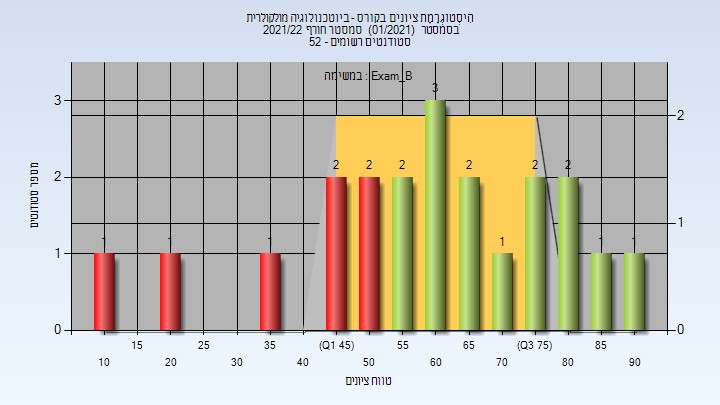 היסטוגרמת ציונים בקורס - ביוטכנולוגיה מולקולרית
בסמסטר (01/2021) סמסטר חורף 2021/22
סטודנטים רשומים - 52
במשימה : Exam_B
מספר סטודנטים
3
2
1
0
2
1
0
1 1 1 2 2 2 3 2 1 2 2 1 1
15 25 35 (Q1 45) 55 65 (Q3 75) 85
10 20 30 40 50 60 70 80 90
טווח ציונים